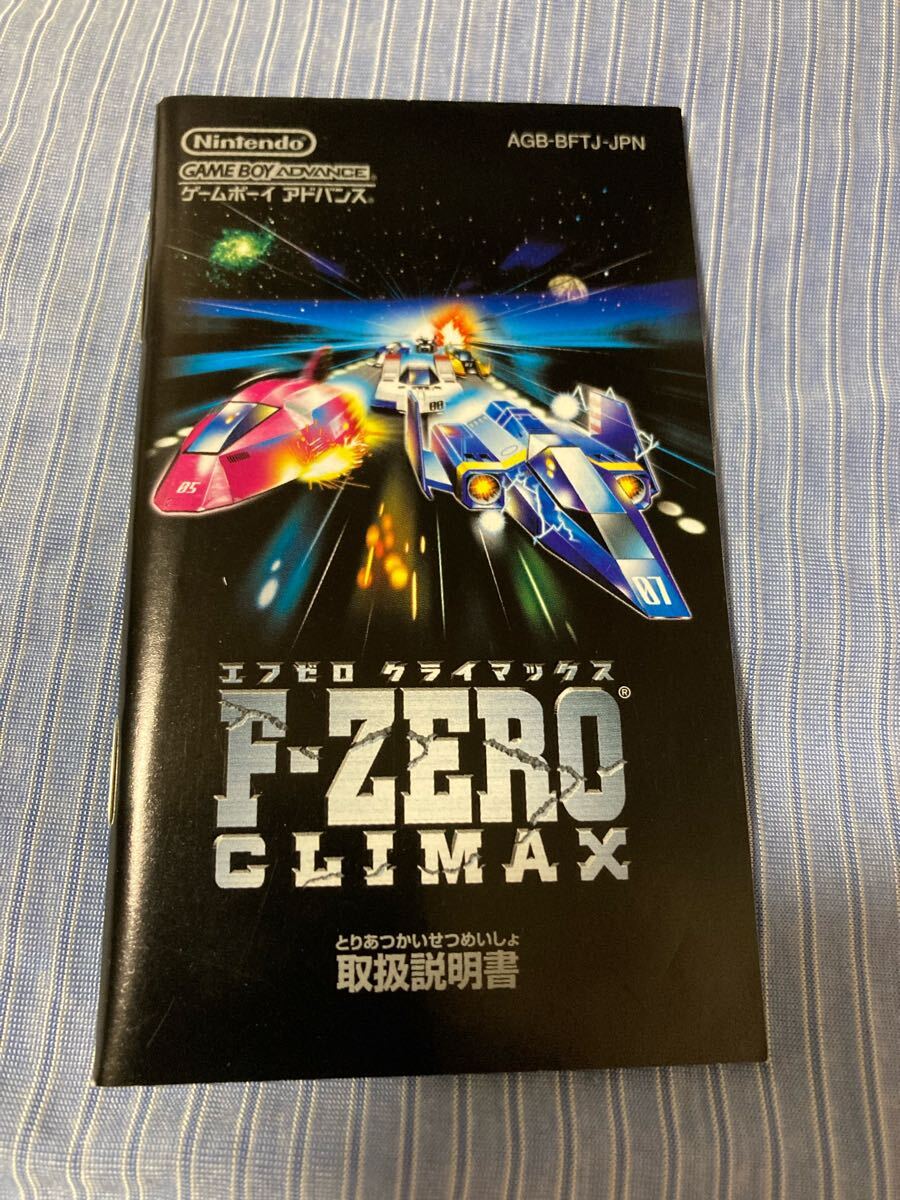 Nintendo
AGB-BFTJ-JPN
GAME BOY ADVANCE®
ゲームボーイ アドバンス®
00
05
07
エフゼロ クライマックス
F-ZERO®
CLIMAX
とりあつかいせつめいしょ
取扱説明書